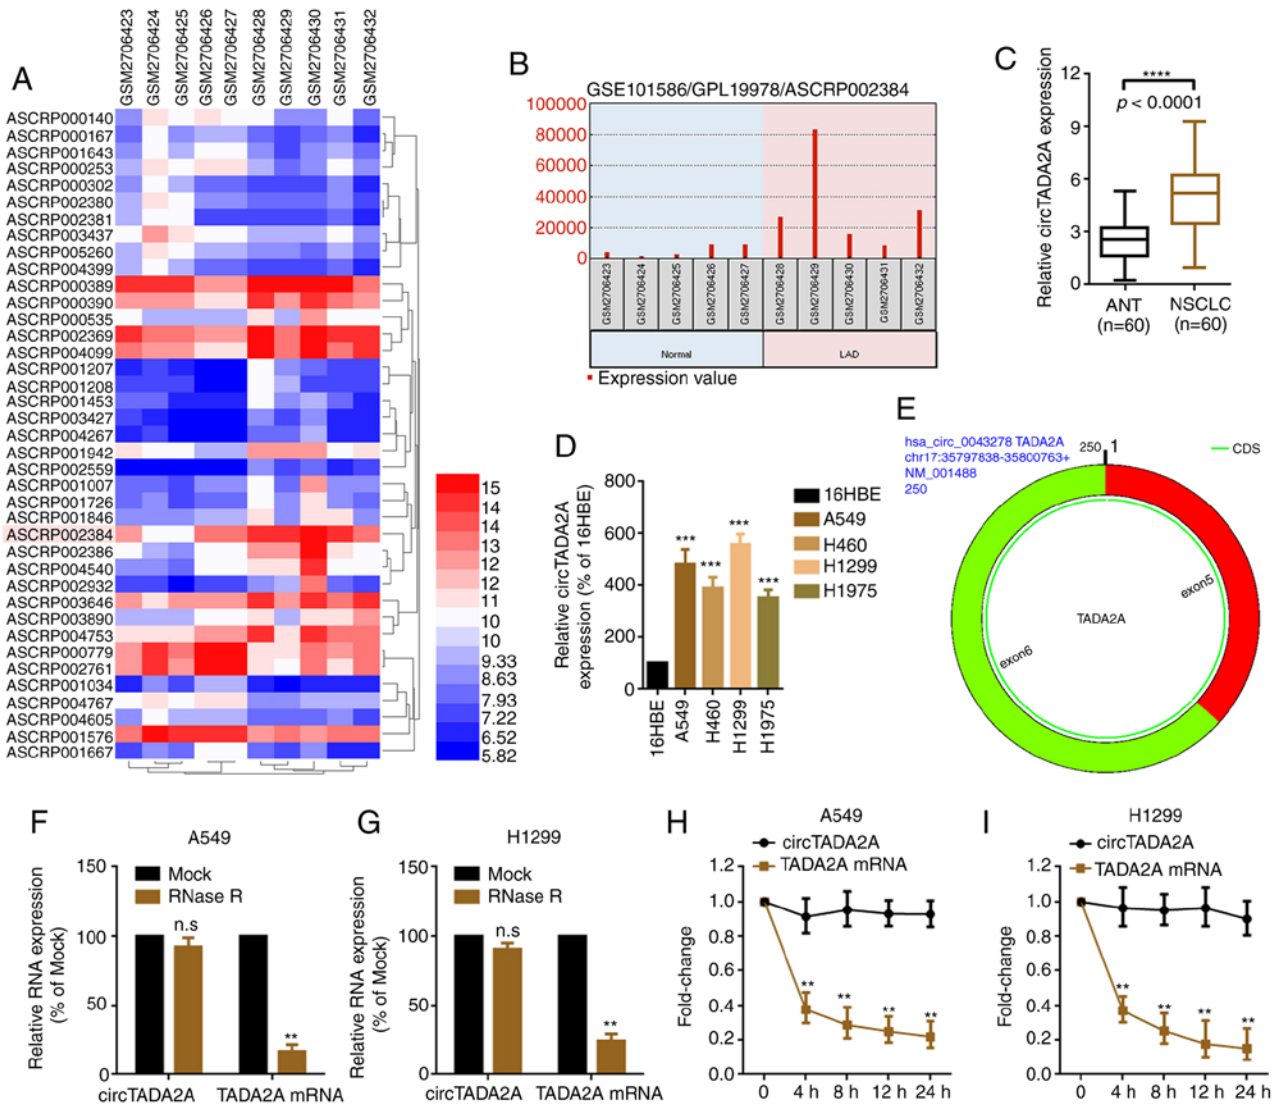 A
GSM2706423
GSM2706424
GSM2706425
GSM2706426
GSM2706427
GSM2706428
GSM2706429
GSM2706430
GSM2706431
GSM2706432
ASCRP000140
ASCRP000167
ASCRP001643
ASCRP000253
ASCRP000302
ASCRP002380
ASCRP002381
ASCRP003437
ASCRP005260
ASCRP004399
ASCRP000389
ASCRP000390
ASCRP000535
ASCRP002369
ASCRP004099
ASCRP001207
ASCRP001208
ASCRP001453
ASCRP003427
ASCRP004267
ASCRP001942
ASCRP002559
ASCRP001007
ASCRP001726
ASCRP001846
ASCRP002384
ASCRP002386
ASCRP004540
ASCRP002932
ASCRP003646
ASCRP003890
ASCRP004753
ASCRP000779
ASCRP002761
ASCRP001034
ASCRP004767
ASCRP004605
ASCRP001576
ASCRP001667
15
14
14
13
12
12
11
10
10
9.33
8.63
7.93
7.22
6.52
5.82
B
GSE101586/GPL19978/ASCRP002384
100000
80000
60000
40000
20000
0
GSM2706423
GSM2706424
GSM2706425
GSM2706426
GSM2706427
GSM2706428
GSM2706429
GSM2706430
GSM2706431
GSM2706432
Normal
LAD
Expression value
C
Relative circTADA2A expression
12
9
6
3
0
****
p < 0.0001
ANT
(n=60)
NSCLC
(n=60)
D
Relative circTADA2A
expression (% of 16HBE)
800
600
400
200
0
***
***
***
***
16HBE
A549
H460
H1299
H1975
16HBE
A549
H460
H1299
H1975
E
hsa_circ_0043278 TADA2A
chr17:35797838-35800763+
NM_001488
250
250
1
CDS
exon5
TADA2A
exon6
F
A549
Relative RNA expression
(% of Mock)
150
100
50
0
Mock
RNase R
n.s
**
circTADA2A
TADA2A mRNA
G
H1299
Relative RNA expression
(% of Mock)
150
100
50
0
Mock
RNase R
n.s
**
circTADA2A
TADA2A mRNA
H
A549
circTADA2A
TADA2A mRNA
Fold-change
1.2
1.0
0.8
0.6
0.4
0.2
0.0
**
**
**
**
0
4 h
8 h
12 h
24 h
I
H1299
circTADA2A
TADA2A mRNA
Fold-change
1.2
1.0
0.8
0.6
0.4
0.2
0.0
**
**
**
**
0
4 h
8 h
12 h
24 h